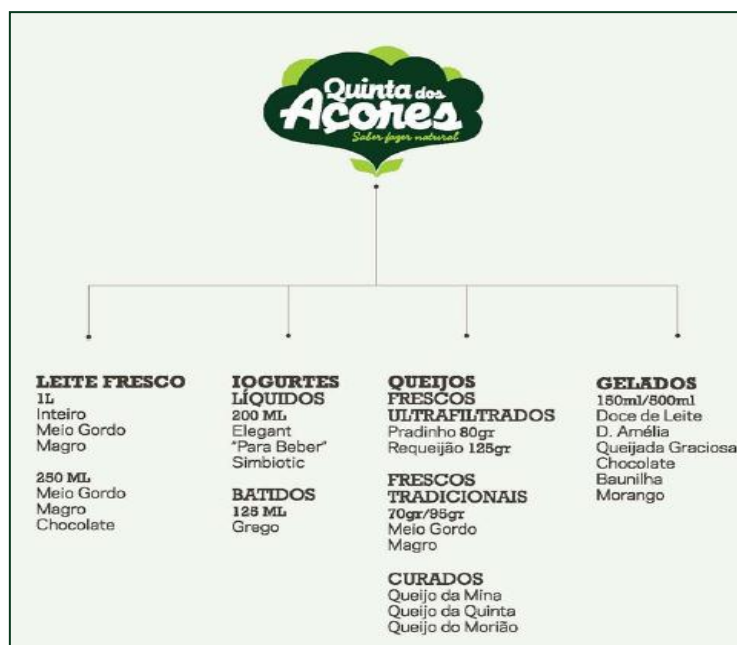 Quinta dos
Açores
Saber fazer natural
LEITE FRESCO
1L
Inteiro
Meio Gordo
Magro
250 ML
Meio Gordo
Magro
Chocolate
IOGURTES
LÍQUIDOS
200 ML
Elegant
"Para Beber"
Simbiotic
BATIDOS
125 ML
Grego
QUEIJOS
FRESCOS
ULTRAFILTRADOS
Pradinho 80gr
Requeijão 125gr
FRESCOS
TRADICIONAIS
70gr/95gr
Meio Gordo
Magro
CURADOS
Queijo da Mina
Queijo da Quinta
Queijo do Morião
GELADOS
150ml/500ml
Doce de Leite
D. Amélia
Queijada Graciosa
Chocolate
Baunilha
Morango